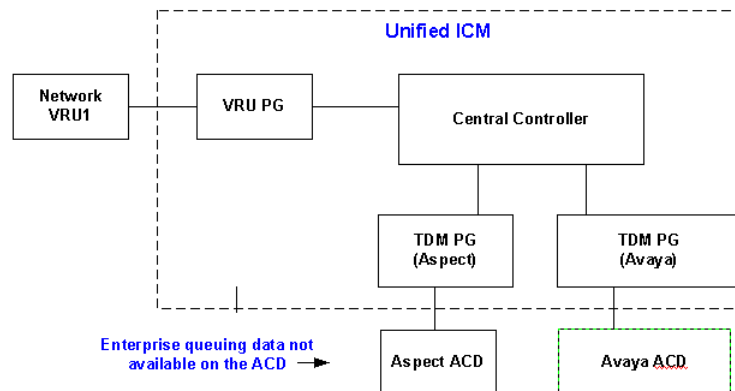 Unified ICM
Network
VRU1
VRU PG
Central Controller
TDM PG
(Aspect)
TDM PG
(Avaya)
Enterprise queuing data not
available on the ACD
Aspect ACD
Avaya ACD